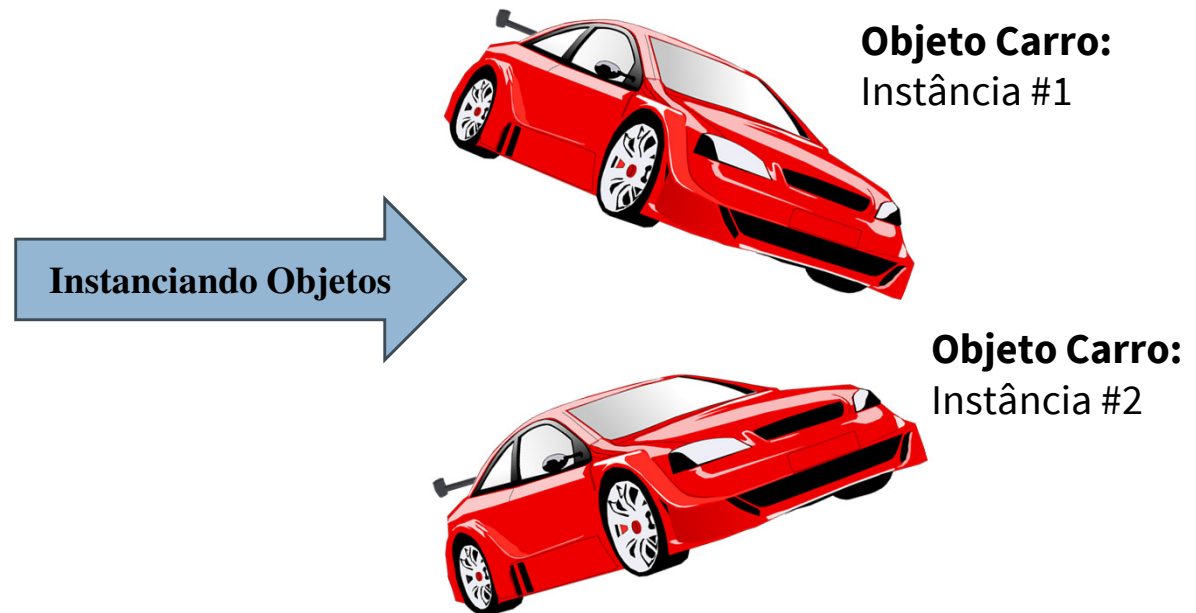 Objeto Carro:
Instância #1
Instanciando Objetos
Objeto Carro:
Instância #2